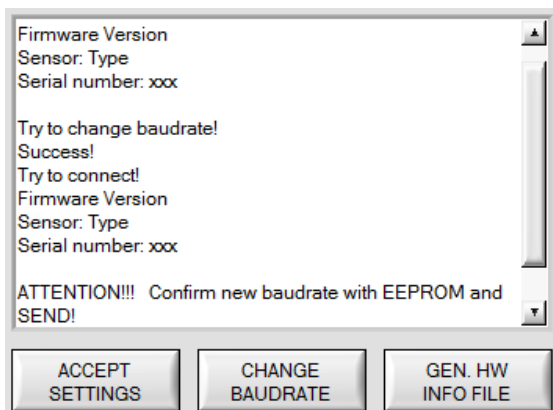 Firmware Version
Sensor: Type
Serial number: xxx
Try to change baudrate!
Success!
Try to connect!
Firmware Version
Sensor: Type
Serial number: xxx
ATTENTION!!!   Confirm new baudrate with EEPROM and
SEND!
ACCEPT
SETTINGS
CHANGE
BAUDRATE
GEN. HW
INFO FILE